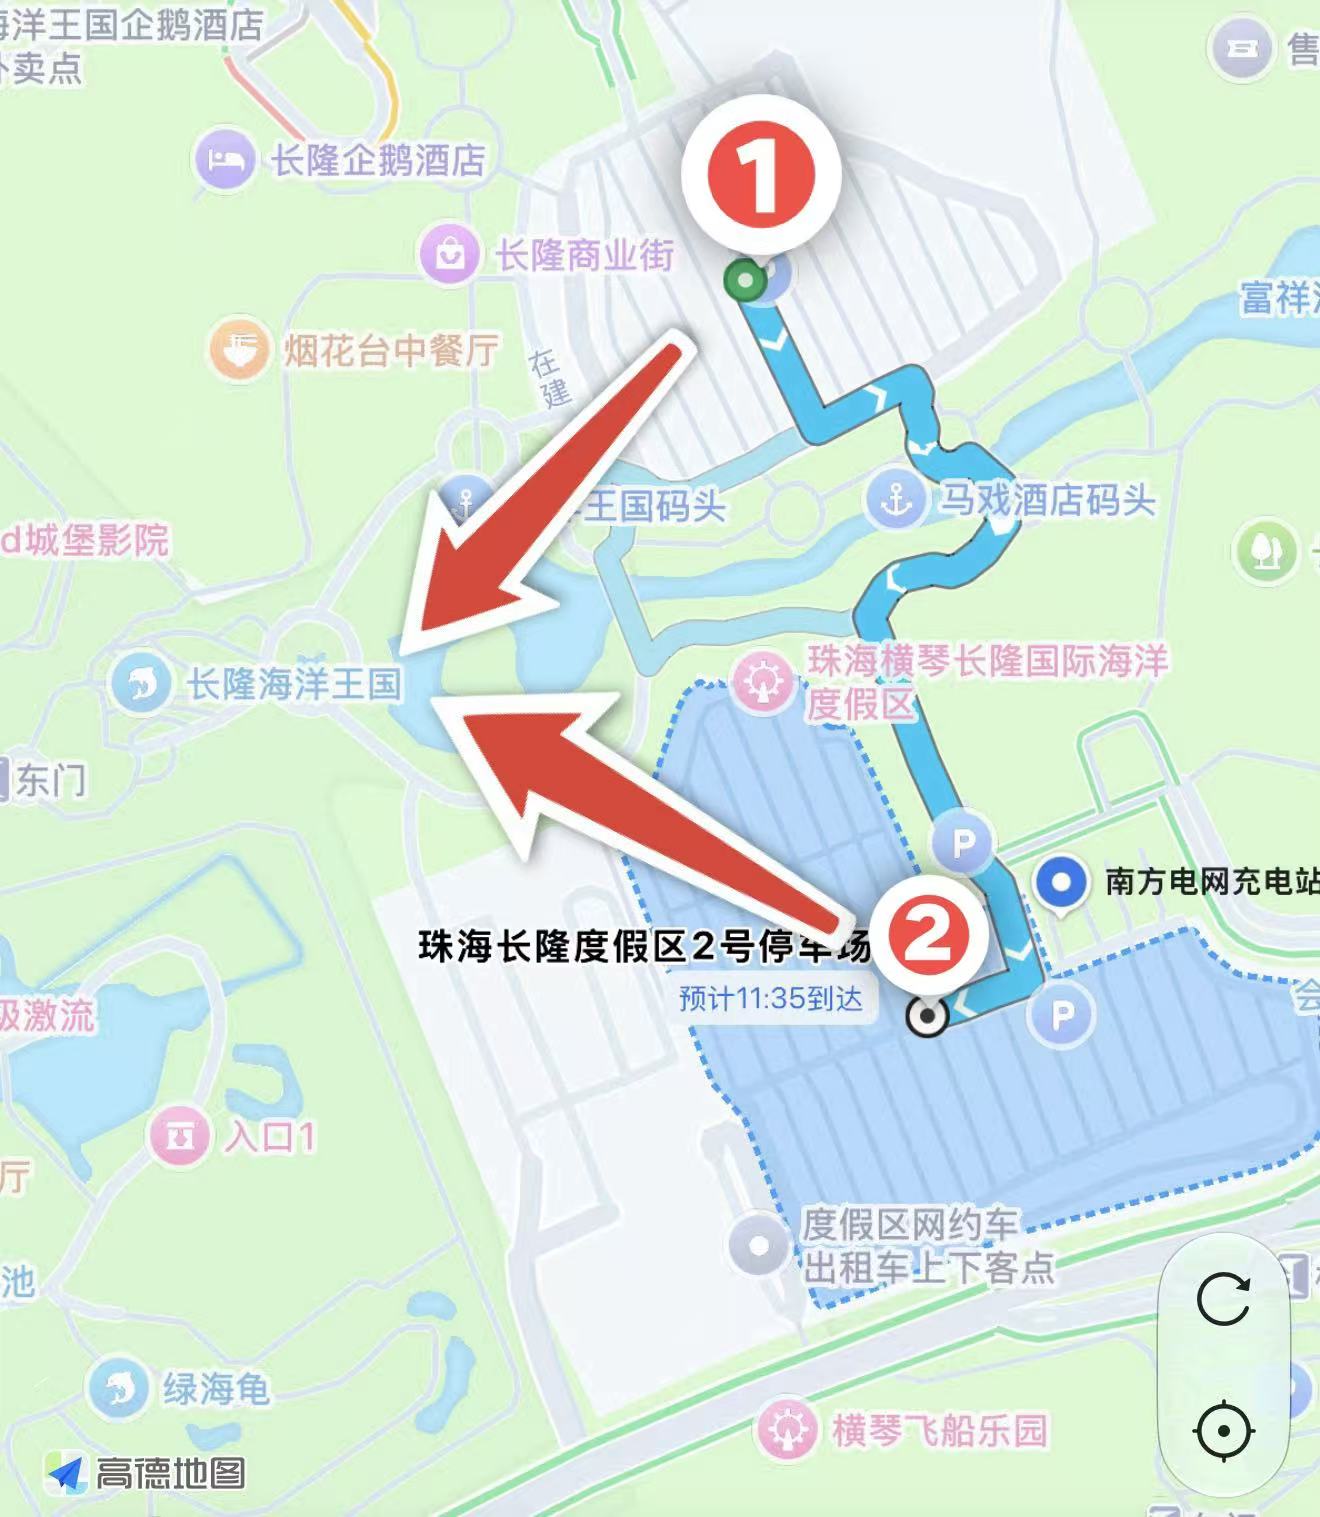 海洋王国企鹅酒店
外卖点
售
长隆企鹅酒店
1
长隆商业街
富祥
烟花台中餐厅
在建
王国码头
马戏酒店码头
d城堡影院
珠海横琴长隆国际海洋
度假区
长隆海洋王国
东门
P
南方电网充电站
2
珠海长隆度假区2号停车场
预计11:35到达
P
会
极激流
入口1
厅
度假区网约车
出租车上下客点
池
绿海龟
横琴飞船乐园
高德地图